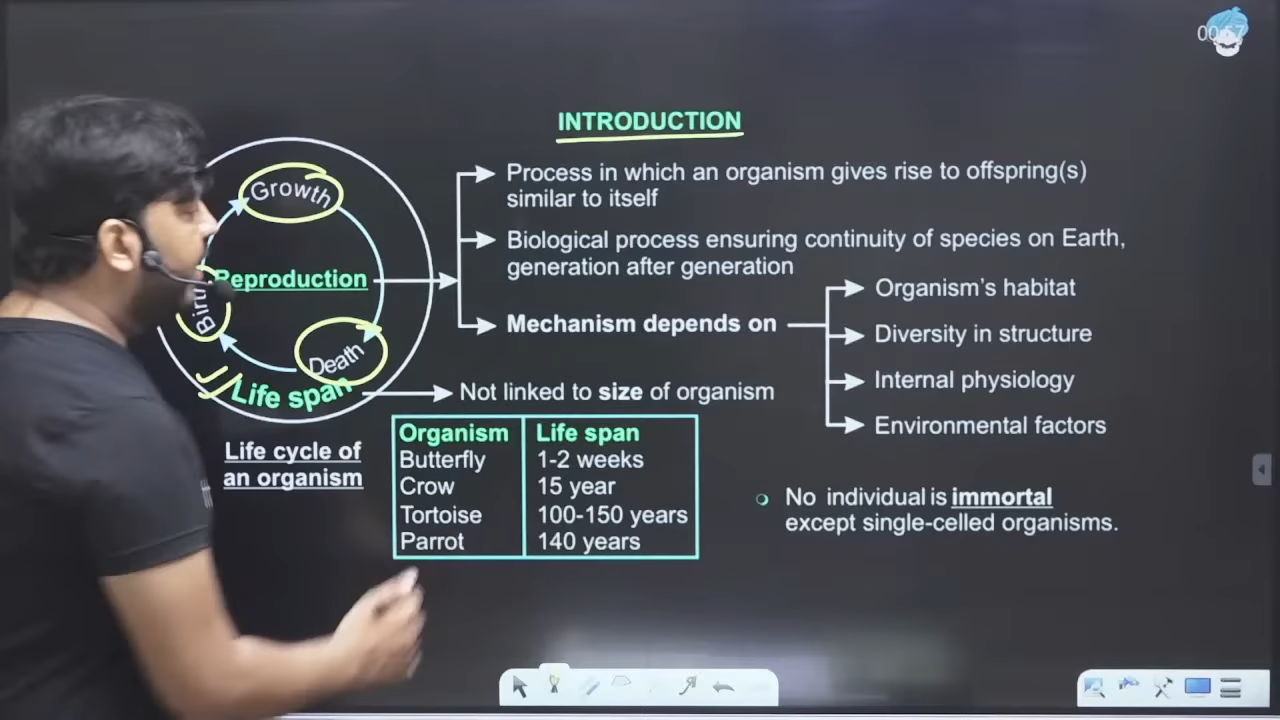 INTRODUCTION
Growth
Reproduction
Death
Life span
Life cycle of
an organism
Process in which an organism gives rise to offspring(s)
similar to itself
Biological process ensuring continuity of species on Earth,
generation after generation
Mechanism depends on
Organism's habitat
Diversity in structure
Internal physiology
Environmental factors
Not linked to size of organism
Organism Life span
Butterfly 1-2 weeks
Crow 15 year
Tortoise 100-150 years
Parrot 140 years
No individual is immortal
except single-celled organisms.